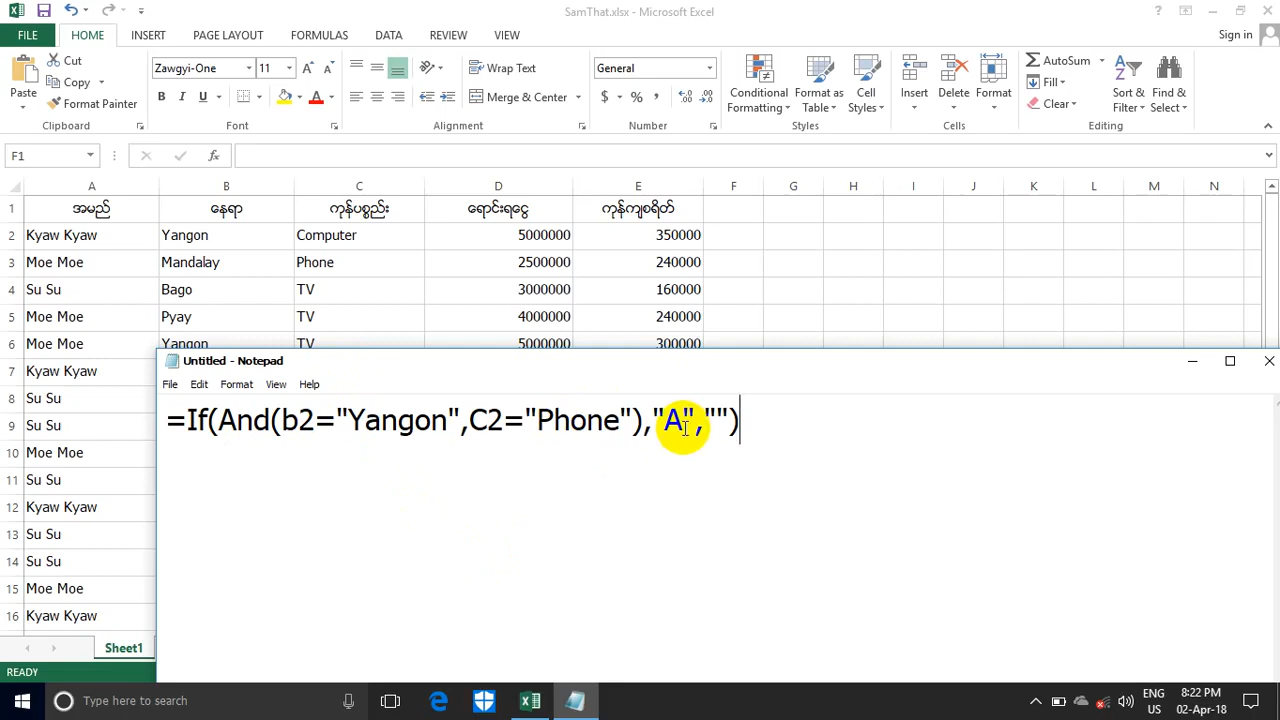 SamThat.xlsx - Microsoft Excel
FILE HOME INSERT PAGE LAYOUT FORMULAS DATA REVIEW VIEW Sign in
Paste Cut Copy Format Painter Clipboard
Zawgyi-One 11 B I U Font
Wrap Text Merge & Center Alignment
General $ % , Number
Conditional Formatting Format as Table Cell Styles Styles
Insert Delete Format Cells
AutoSum Fill Clear Sort & Filter Find & Select Editing
F1 fx
A B C D E F G H I J K L M N
1 အမည် နေရာ ကုန်ပစ္စည်း ရောင်းရငွေ ကုန်ကျစရိတ်
2 Kyaw Kyaw Yangon Computer 5000000 350000
3 Moe Moe Mandalay Phone 2500000 240000
4 Su Su Bago TV 3000000 160000
5 Moe Moe Pyay TV 4000000 240000
6 Moe Moe Yangon TV 5000000 300000
7 Kyaw Kyaw
8 Su Su
9 Su Su
10 Moe Moe
11 Su Su
12 Kyaw Kyaw
13 Su Su
14 Su Su
15 Moe Moe
16 Kyaw Kyaw
Untitled - Notepad
File Edit Format View Help
=If(And(b2="Yangon",C2="Phone"),"A","")
Sheet1
READY
Type here to search
ENG US
8:22 PM
02-Apr-18